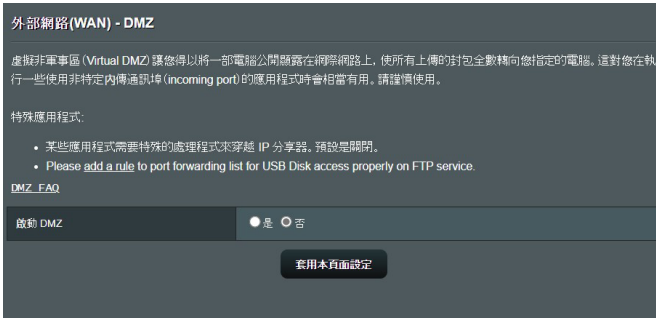 外部網路(WAN) - DMZ
虛擬非軍事區(Virtual DMZ)讓您得以將一部電腦公開顯露在網際網路上，使所有上傳的封包全數轉向您指定的電腦。這對您在執
行一些使用非特定内傳通訊埠(incoming port)的應用程式時會相當有用。請謹慎使用。
特殊應用程式:
• 某些應用程式需要特殊的處理程式來穿越 IP 分享器。預設是關閉。
• Please add a rule to port forwarding list for USB Disk access properly on FTP service.
DMZ FAQ
啟動 DMZ 是 否
套用本頁面設定